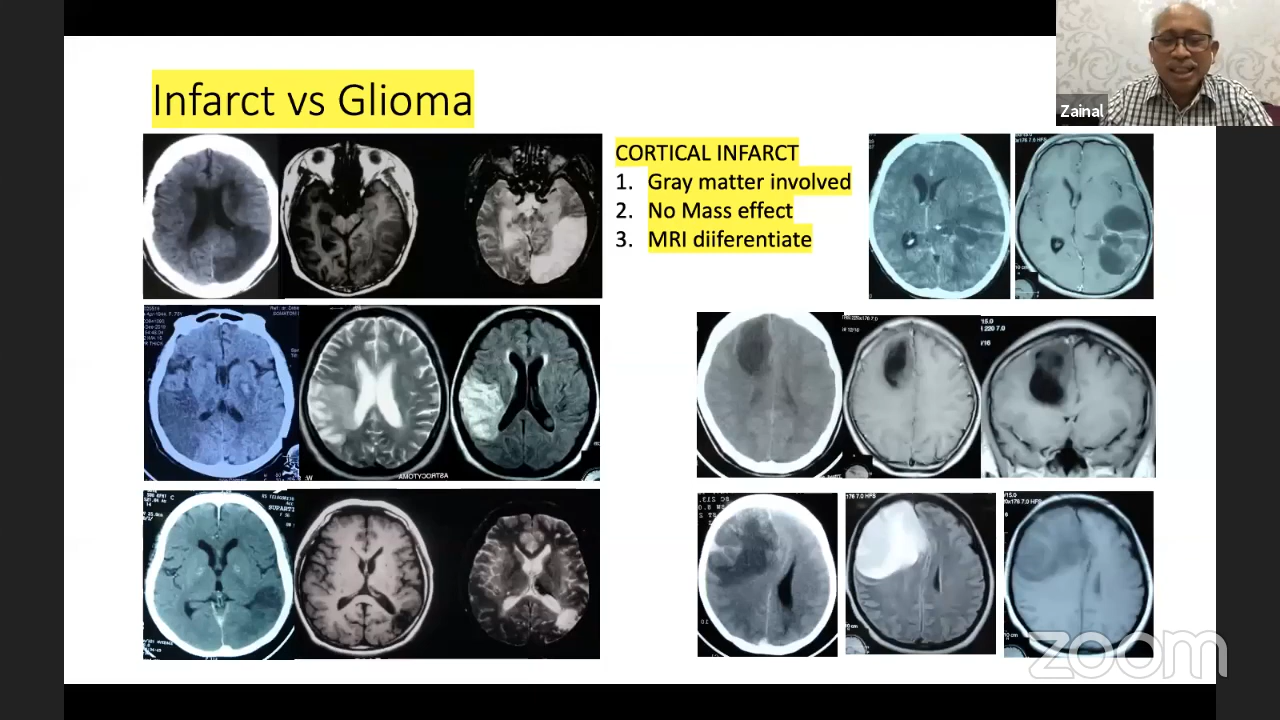 Zainal
Infarct vs Glioma
CORTICAL INFARCT
1. Gray matter involved
2. No Mass effect
3. MRI diiferentiate
zoom